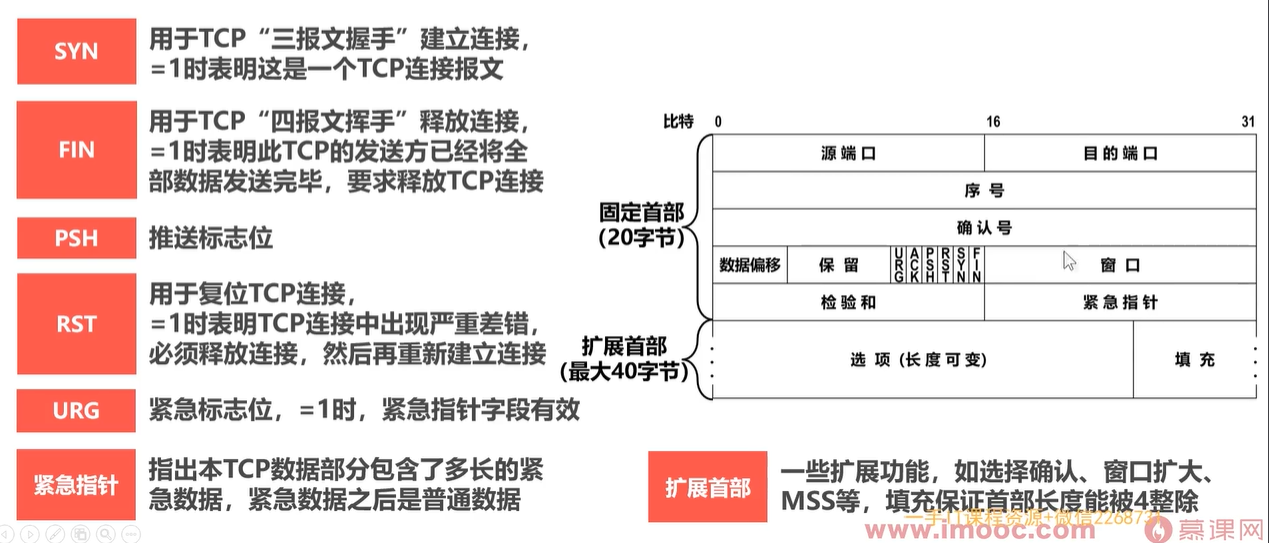 SYN
用于TCP“三报文握手”建立连接，
=1时表明这是一个TCP连接报文
FIN
用于TCP“四报文挥手”释放连接，
=1时表明此TCP的发送方已经将全
部数据发送完毕，要求释放TCP连接
PSH
推送标志位
RST
用于复位TCP连接，
=1时表明TCP连接中出现严重差错，
必须释放连接，然后再重新建立连接
URG
紧急标志位，=1时，紧急指针字段有效
紧急指针
指出本TCP数据部分包含了多长的紧
急数据，紧急数据之后是普通数据
比特 0 16 31
源端口 目的端口
序号
确认号
数据偏移 保留 URG ACK PSH RST SYN FIN 窗口
检验和 紧急指针
选项（长度可变） 填充
固定首部
（20字节）
扩展首部
（最大40字节）
扩展首部
一些扩展功能，如选择确认、窗口扩大、
MSS等，填充保证首部长度能被4整除
一手IT课程资源+微信2268731
www.imooc.com 慕课网